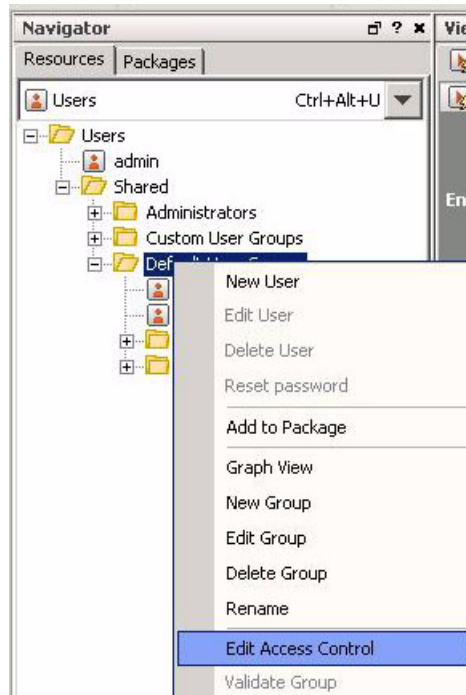 Navigator
Vie
Resources
Packages
Users
Ctrl+Alt+U
Users
admin
Shared
En
Administrators
Custom User Groups
New User
Edit User
Delete User
Reset password
Add to Package
Graph View
New Group
Edit Group
Delete Group
Rename
Edit Access Control
Validate Group